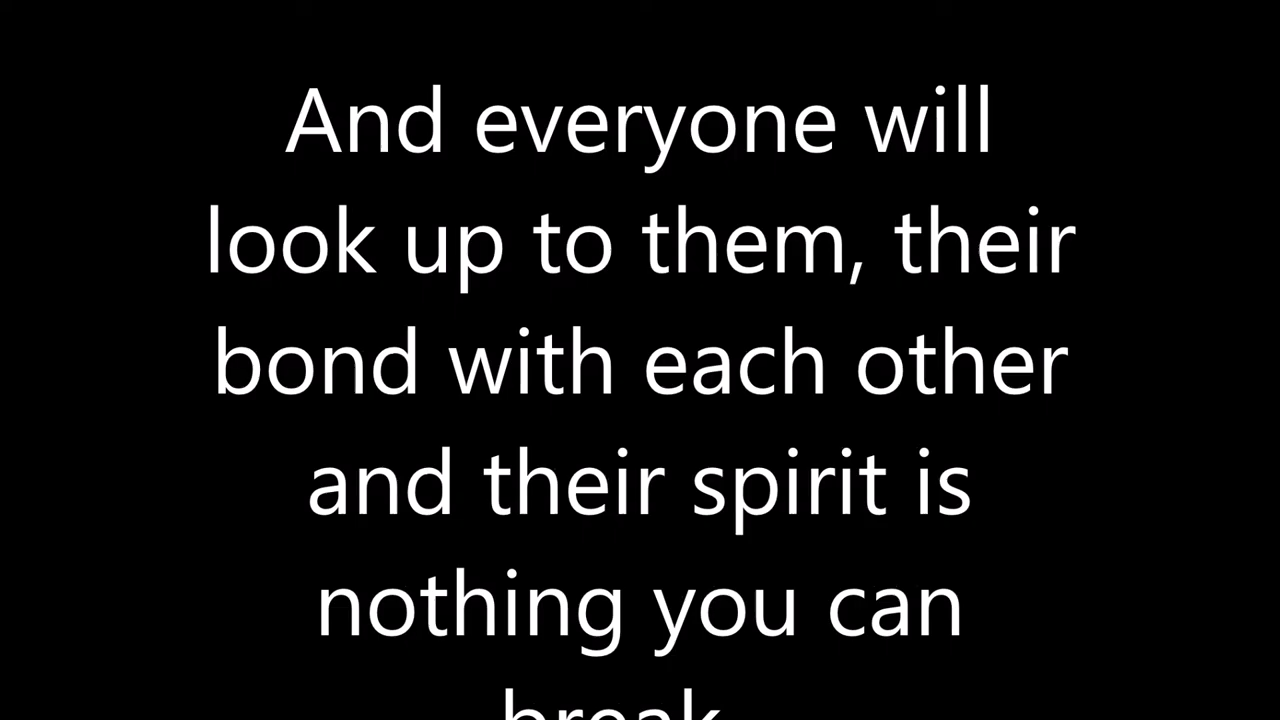 And everyone will
look up to them, their
bond with each other
and their spirit is
nothing you can
break